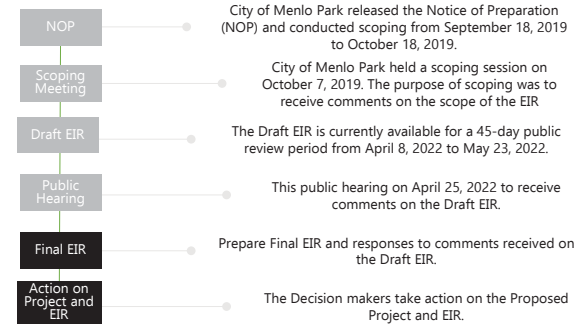 NOP
City of Menlo Park released the Notice of Preparation
(NOP) and conducted scoping from September 18, 2019
to October 18, 2019.
Scoping
Meeting
City of Menlo Park held a scoping session on
October 7, 2019. The purpose of scoping was to
receive comments on the scope of the EIR
Draft EIR
The Draft EIR is currently available for a 45-day public
review period from April 8, 2022 to May 23, 2022.
Public
Hearing
This public hearing on April 25, 2022 to receive
comments on the Draft EIR.
Final EIR
Prepare Final EIR and responses to comments received on
the Draft EIR.
Action on
Project and
EIR
The Decision makers take action on the Proposed
Project and EIR.